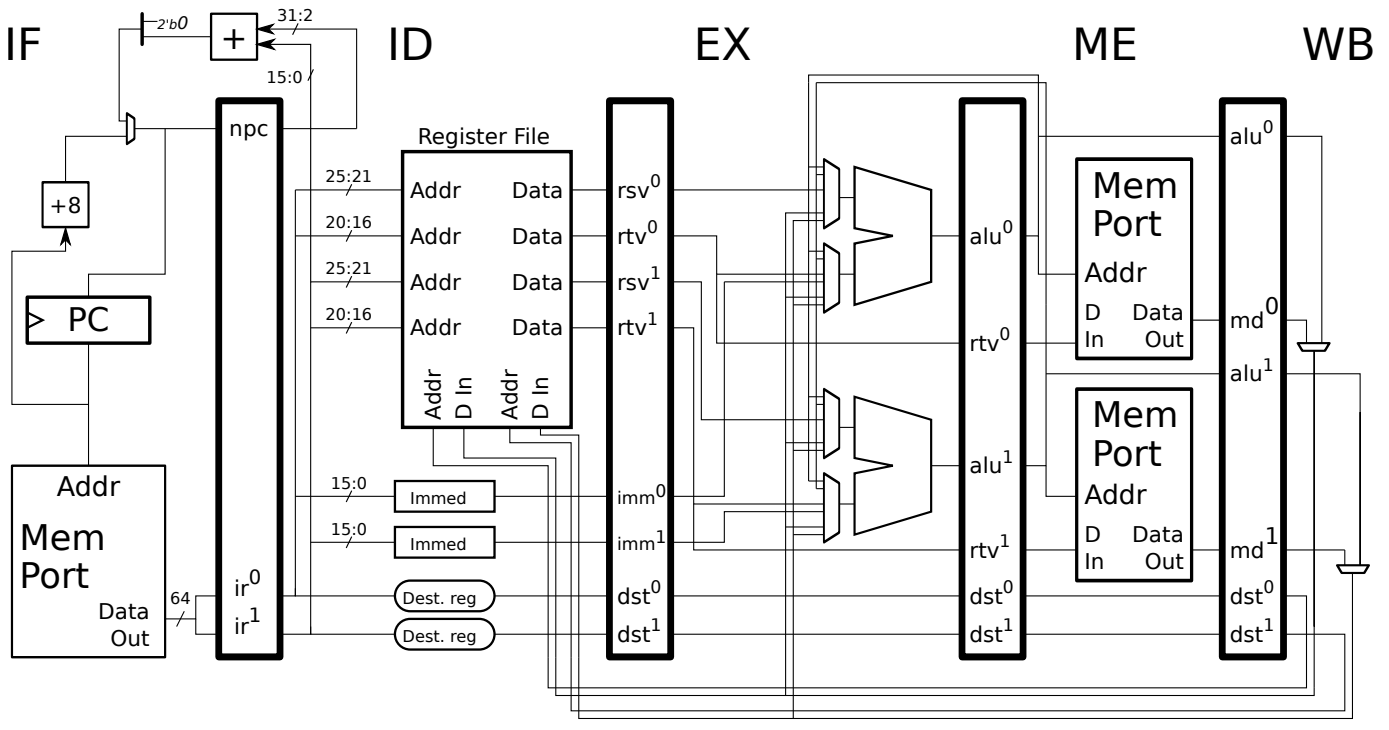 IF
ID
EX
ME
WB
2'b0
+
31:2
15:0
npc
+8
PC
Addr
Mem
Port
Data
Out
64
ir0
ir1
Register File
25:21
Addr
Data
20:16
Addr
Data
25:21
Addr
Data
20:16
Addr
Data
Addr
D In
Addr
D In
15:0
Immed
15:0
Immed
Dest. reg
Dest. reg
rsv0
rtv0
rsv1
rtv1
imm0
imm1
dst0
dst1
alu0
rtv0
alu1
rtv1
dst0
dst1
Mem
Port
Addr
D
In
Data
Out
Mem
Port
Addr
D
In
Data
Out
alu0
md0
alu1
md1
dst0
dst1